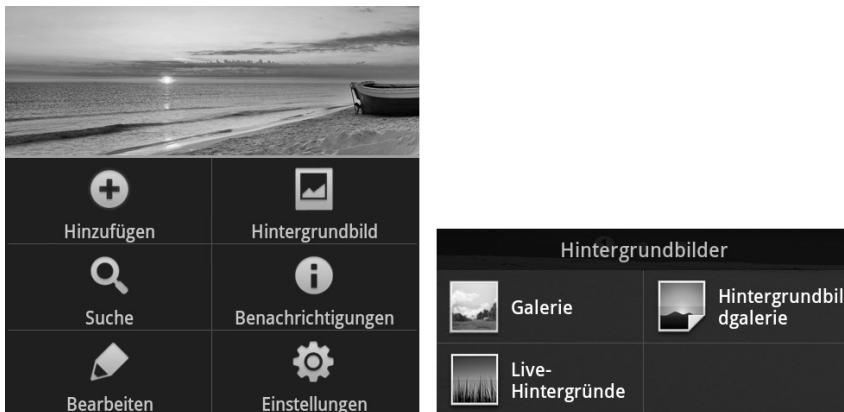 Hinzufügen
Hintergrundbild
Suche
Benachrichtigungen
Bearbeiten
Einstellungen
Hintergrundbilder
Galerie
Hintergrundbil
dgalerie
Live-
Hintergründe